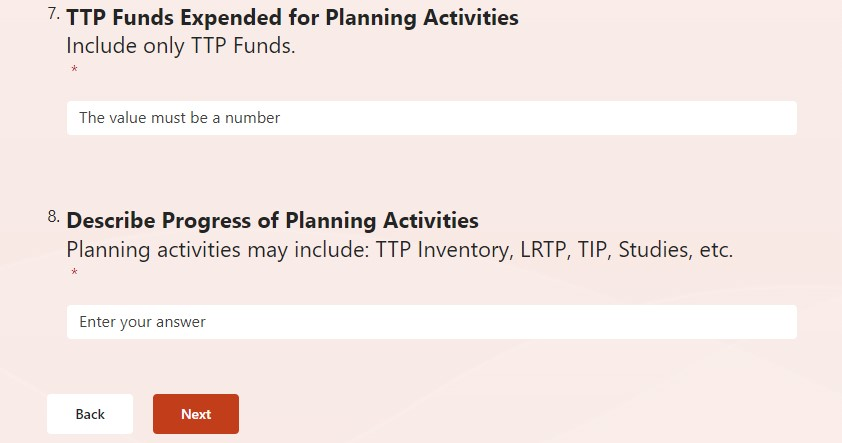 7. TTP Funds Expended for Planning Activities
Include only TTP Funds.
*
The value must be a number
8. Describe Progress of Planning Activities
Planning activities may include: TTP Inventory, LRTP, TIP, Studies, etc.
*
Enter your answer
Back Next